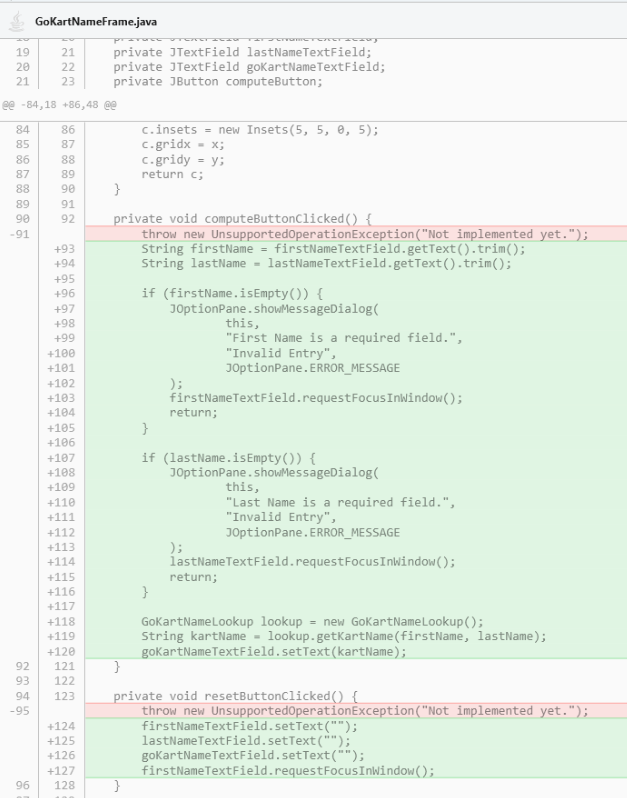 GoKartNameFrame.java
19 21 private JTextField lastNameTextField;
20 22 private JTextField goKartNameTextField;
21 23 private JButton computeButton;
@@ -84,18 +86,48 @@
84 86 c.insets = new Insets(5, 5, 0, 5);
85 87 c.gridx = x;
86 88 c.gridy = y;
87 89 return c;
88 90 }
89 91
90 92 private void computeButtonClicked() {
-91 throw new UnsupportedOperationException("Not implemented yet.");
+93 String firstName = firstNameTextField.getText().trim();
+94 String lastName = lastNameTextField.getText().trim();
+95
+96 if (firstName.isEmpty()) {
+97 JOptionPane.showMessageDialog(
+98 this,
+99 "First Name is a required field.",
+100 "Invalid Entry",
+101 JOptionPane.ERROR_MESSAGE
+102 );
+103 firstNameTextField.requestFocusInWindow();
+104 return;
+105 }
+106
+107 if (lastName.isEmpty()) {
+108 JOptionPane.showMessageDialog(
+109 this,
+110 "Last Name is a required field.",
+111 "Invalid Entry",
+112 JOptionPane.ERROR_MESSAGE
+113 );
+114 lastNameTextField.requestFocusInWindow();
+115 return;
+116 }
+117
+118 GoKartNameLookup lookup = new GoKartNameLookup();
+119 String kartName = lookup.getKartName(firstName, lastName);
+120 goKartNameTextField.setText(kartName);
92 121 }
93 122
94 123 private void resetButtonClicked() {
-95 throw new UnsupportedOperationException("Not implemented yet.");
+124 firstNameTextField.setText("");
+125 lastNameTextField.setText("");
+126 goKartNameTextField.setText("");
+127 firstNameTextField.requestFocusInWindow();
96 128 }